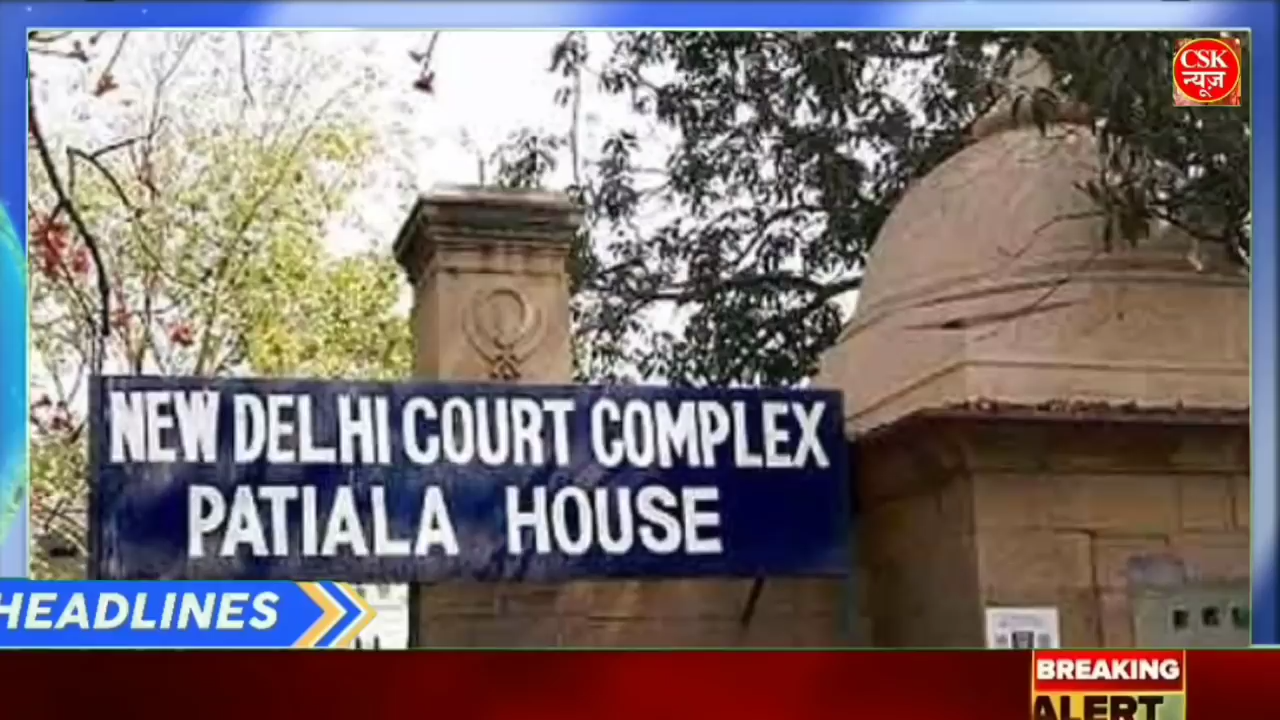 CSK
न्यूज़
NEW DELHI COURT COMPLEX
PATIALA HOUSE
HEADLINES
BREAKING
ALERT